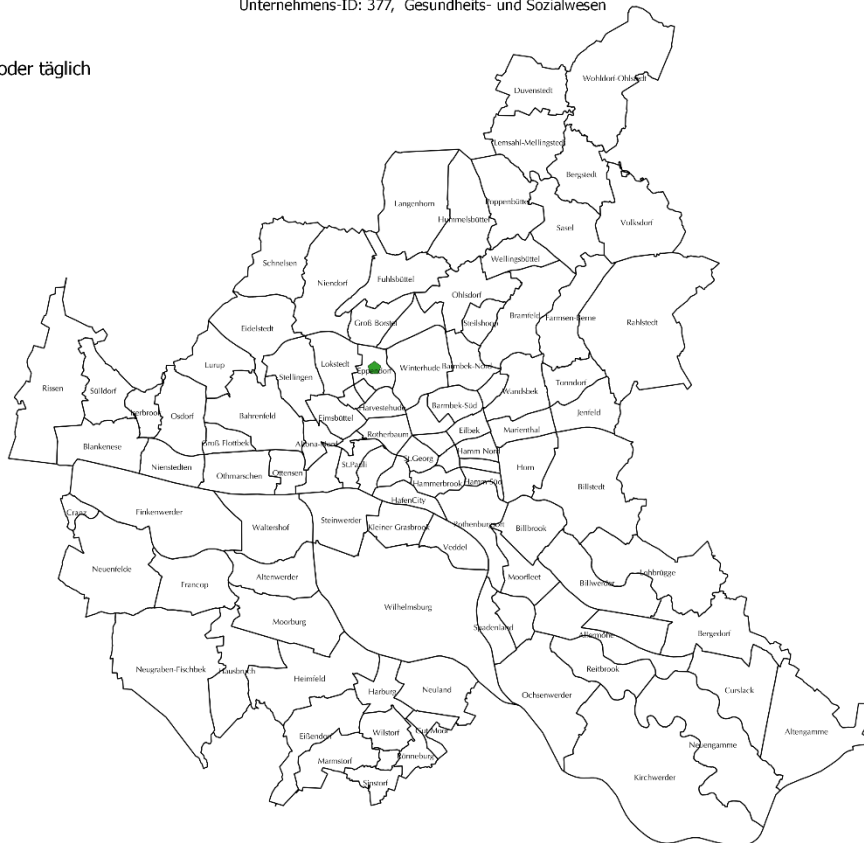 Unternehmens-ID: 377, Gesundheits- und Sozialwesen
oder täglich
Wohldorf-Ohlstedt
Duvenstedt
Lemsahl-Mellingstedt
Bergstedt
Langenhorn
Poppenbüttel
Hummelsbüttel
Sasel
Volksdorf
Schnelsen
Wellingsbüttel
Niendorf
Fuhlsbüttel
Ohlsdorf
Bramfeld
Farmsen-Berne
Rahlstedt
Groß Borstel
Steilshoop
Eidelstedt
Lurup
Lokstedt
Eppendorf
Winterhude
Barmbek-Nord
Stellingen
Tonndorf
Rissen
Sülldorf
Iserbrook
Osdorf
Wandsbek
Bahrenfeld
Harvestehude
Barmbek-Süd
Jenfeld
Eimsbüttel
Rotherbaum
Eilbek
Marienthal
Blankenese
Groß Flottbek
Altona-Nord
Hamm Nord
Nienstedten
St.Pauli
St.Georg
Horn
Othmarschen
Ottensen
Hammerbrook
Hamm Süd
Billstedt
HafenCity
Cranz
Finkenwerder
Waltershof
Steinwerder
Kleiner Grasbrook
Rothenburgsort
Billbrook
Veddel
Neuenfelde
Francop
Altenwerder
Moorfleet
Billwerder
Lohbrügge
Wilhelmsburg
Moorburg
Spadenland
Allermöhe
Bergedorf
Neugraben-Fischbek
Hausbruch
Heimfeld
Reitbrook
Harburg
Neuland
Ochsenwerder
Curslack
Eißendorf
Wilstorf
Gut Moor
Neuengamme
Altengamme
Marmstorf
Rönneburg
Kirchwerder
Sinstorf